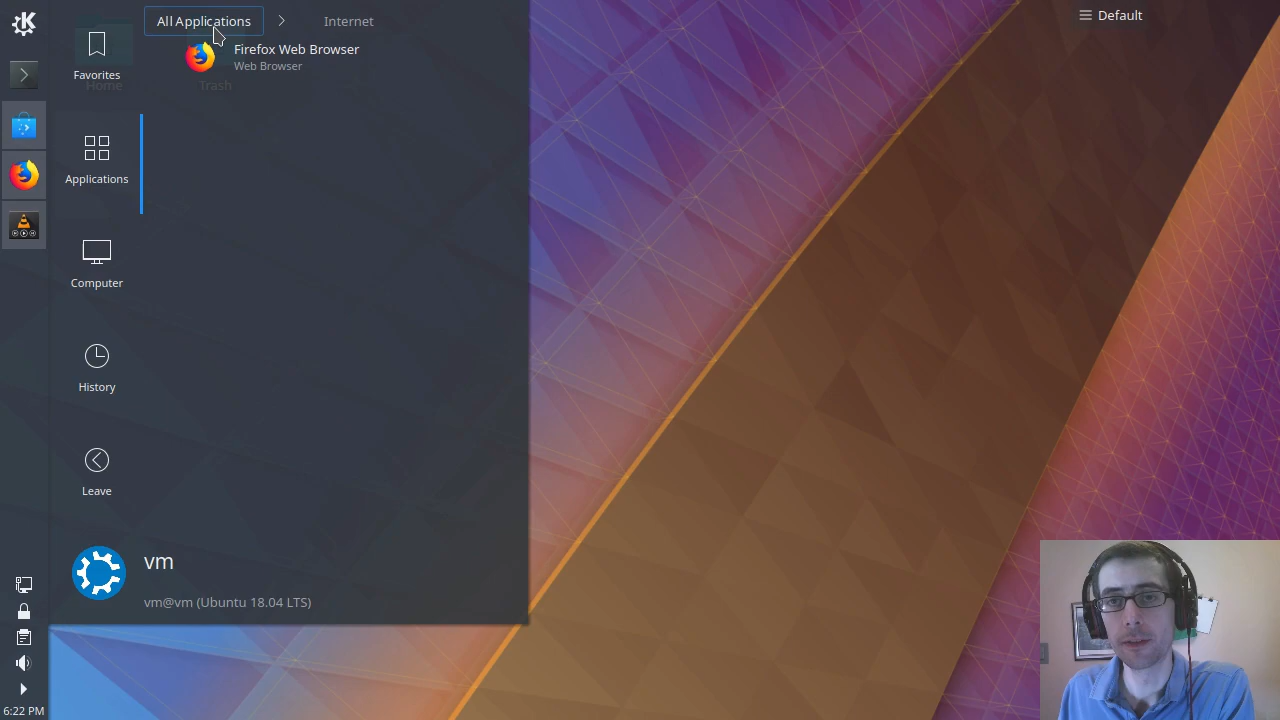 All Applications
Internet
Default
Firefox Web Browser
Web Browser
Favorites
Home
Trash
Applications
Computer
History
Leave
vm
vm@vm (Ubuntu 18.04 LTS)
6:22 PM